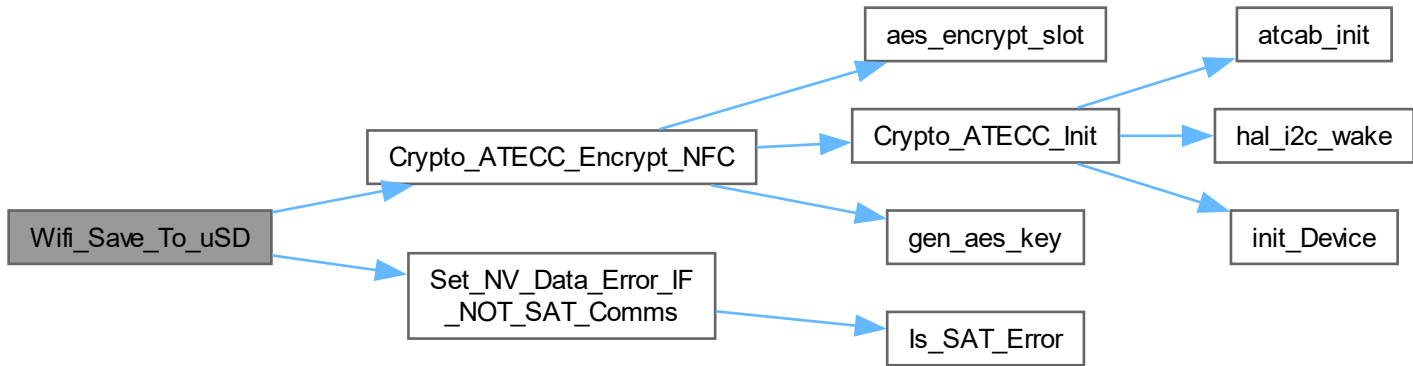 Wifi_Save_To_uSD
Crypto_ATECC_Encrypt_NFC
Set_NV_Data_Error_IF
_NOT_SAT_Comms
aes_encrypt_slot
Crypto_ATECC_Init
gen_aes_key
Is_SAT_Error
atcab_init
hal_i2c_wake
init_Device